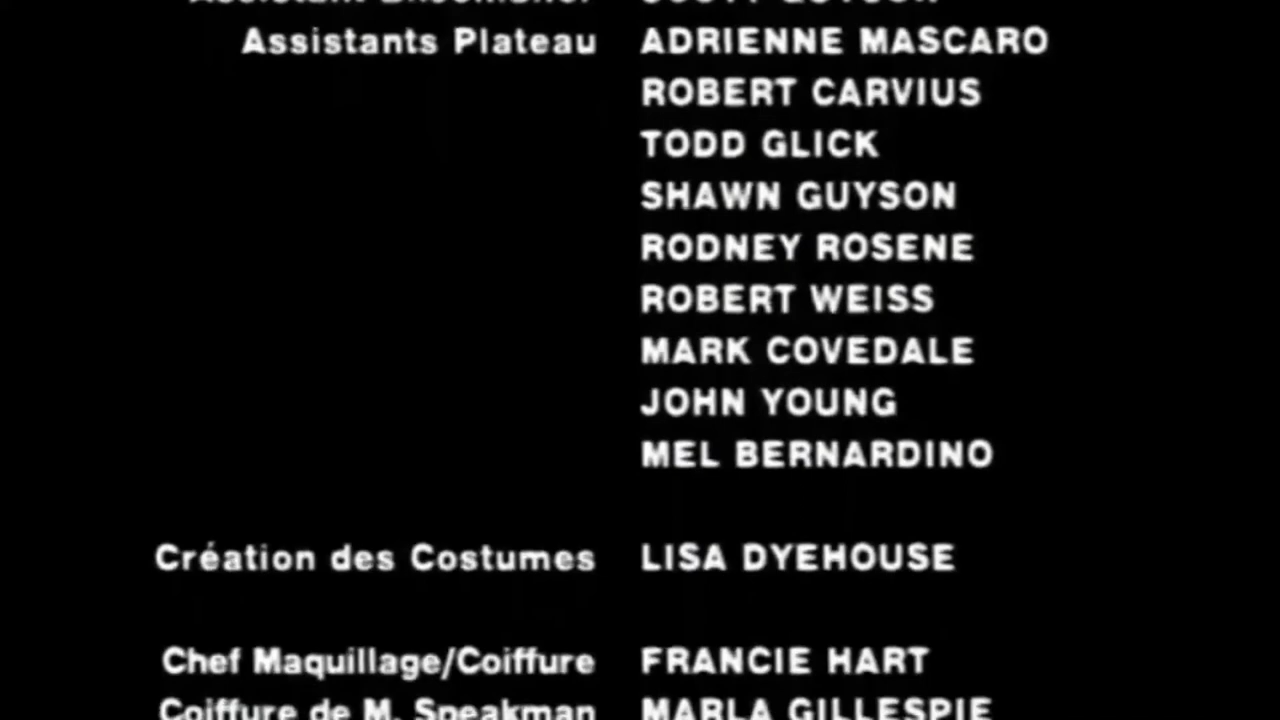 Assistants Plateau ADRIENNE MASCARO
ROBERT CARVIUS
TODD GLICK
SHAWN GUYSON
RODNEY ROSENE
ROBERT WEISS
MARK COVEDALE
JOHN YOUNG
MEL BERNARDINO
Création des Costumes LISA DYEHOUSE
Chef Maquillage/Coiffure FRANCIE HART
Coiffure de M. Speakman MARLA GILLESPIE